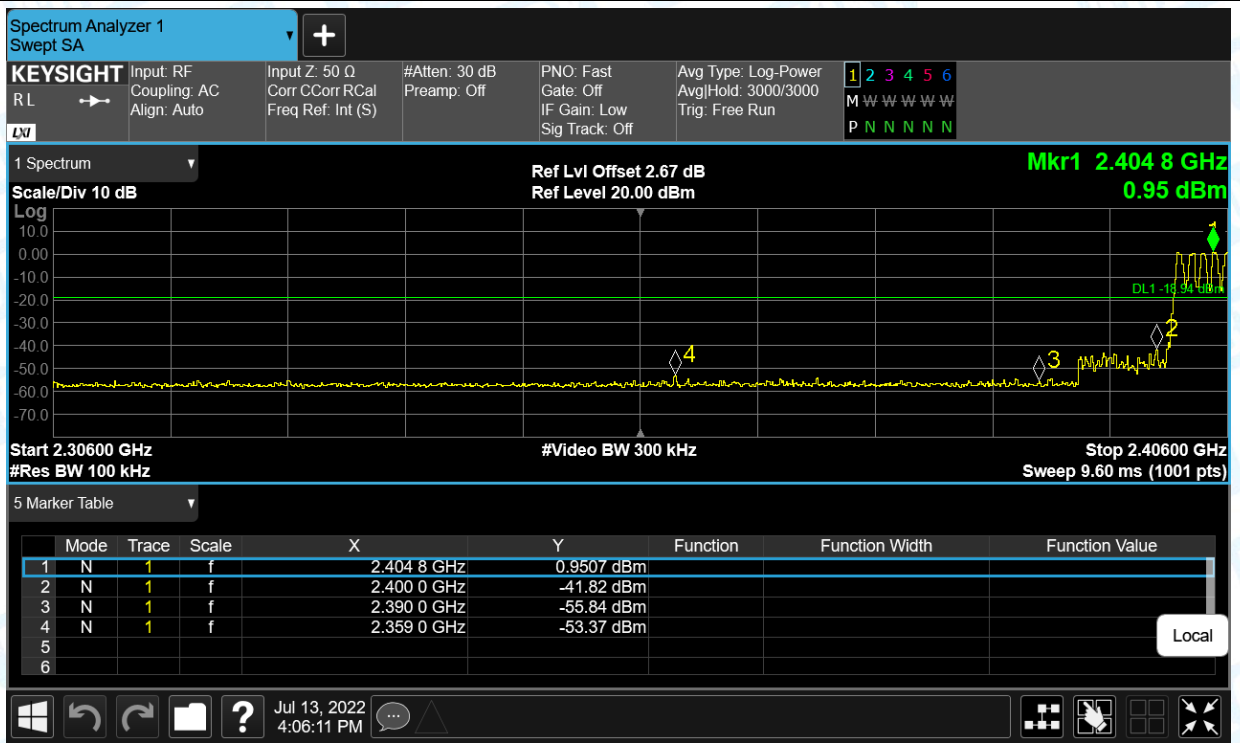 Spectrum Analyzer 1
Swept SA
KEYSIGHT Input: RF Input Z: 50 Ω #Atten: 30 dB PNO: Fast Avg Type: Log-Power 1 2 3 4 5 6
R L Coupling: AC Corr CCorr RCal Preamp: Off Gate: Off Avg|Hold: 3000/3000 M W W W W W
Align: Auto Freq Ref: Int (S) IF Gain: Low Trig: Free Run
LXI Sig Track: Off P N N N N N
1 Spectrum Ref Lvl Offset 2.67 dB Mkr1 2.404 8 GHz
Scale/Div 10 dB Ref Level 20.00 dBm 0.95 dBm
Log
10.0
0.00
-10.0
-20.0
-30.0
-40.0
-50.0
-60.0
-70.0
1
DL1 -18.94 dBm
2
3
4
Start 2.30600 GHz #Video BW 300 kHz Stop 2.40600 GHz
#Res BW 100 kHz Sweep 9.60 ms (1001 pts)
5 Marker Table
Mode Trace Scale X Y Function Function Width Function Value
1 N 1 f 2.404 8 GHz 0.9507 dBm
2 N 1 f 2.400 0 GHz -41.82 dBm
3 N 1 f 2.390 0 GHz -55.84 dBm
4 N 1 f 2.359 0 GHz -53.37 dBm
5
6
Local
? Jul 13, 2022
4:06:11 PM